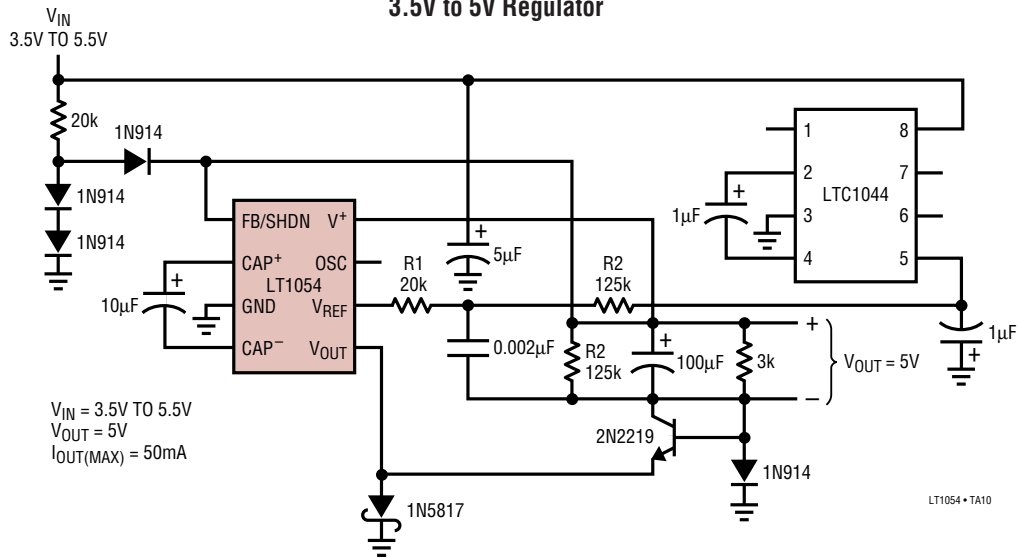 3.5V to 5V Regulator
VIN
3.5V TO 5.5V
20k
1N914
1N914
1N914
FB/SHDN V+
CAP+ OSC
LT1054
GND VREF
CAP− VOUT
10µF
+
5µF
+
R1
20k
R2
125k
0.002µF
R2
125k
+
100µF
3k
+
−
VOUT = 5V
1 8
2 7
LTC1044
3 6
4 5
1µF
+
1µF
+
2N2219
1N914
1N5817
VIN = 3.5V TO 5.5V
VOUT = 5V
IOUT(MAX) = 50mA
LT1054 • TA10